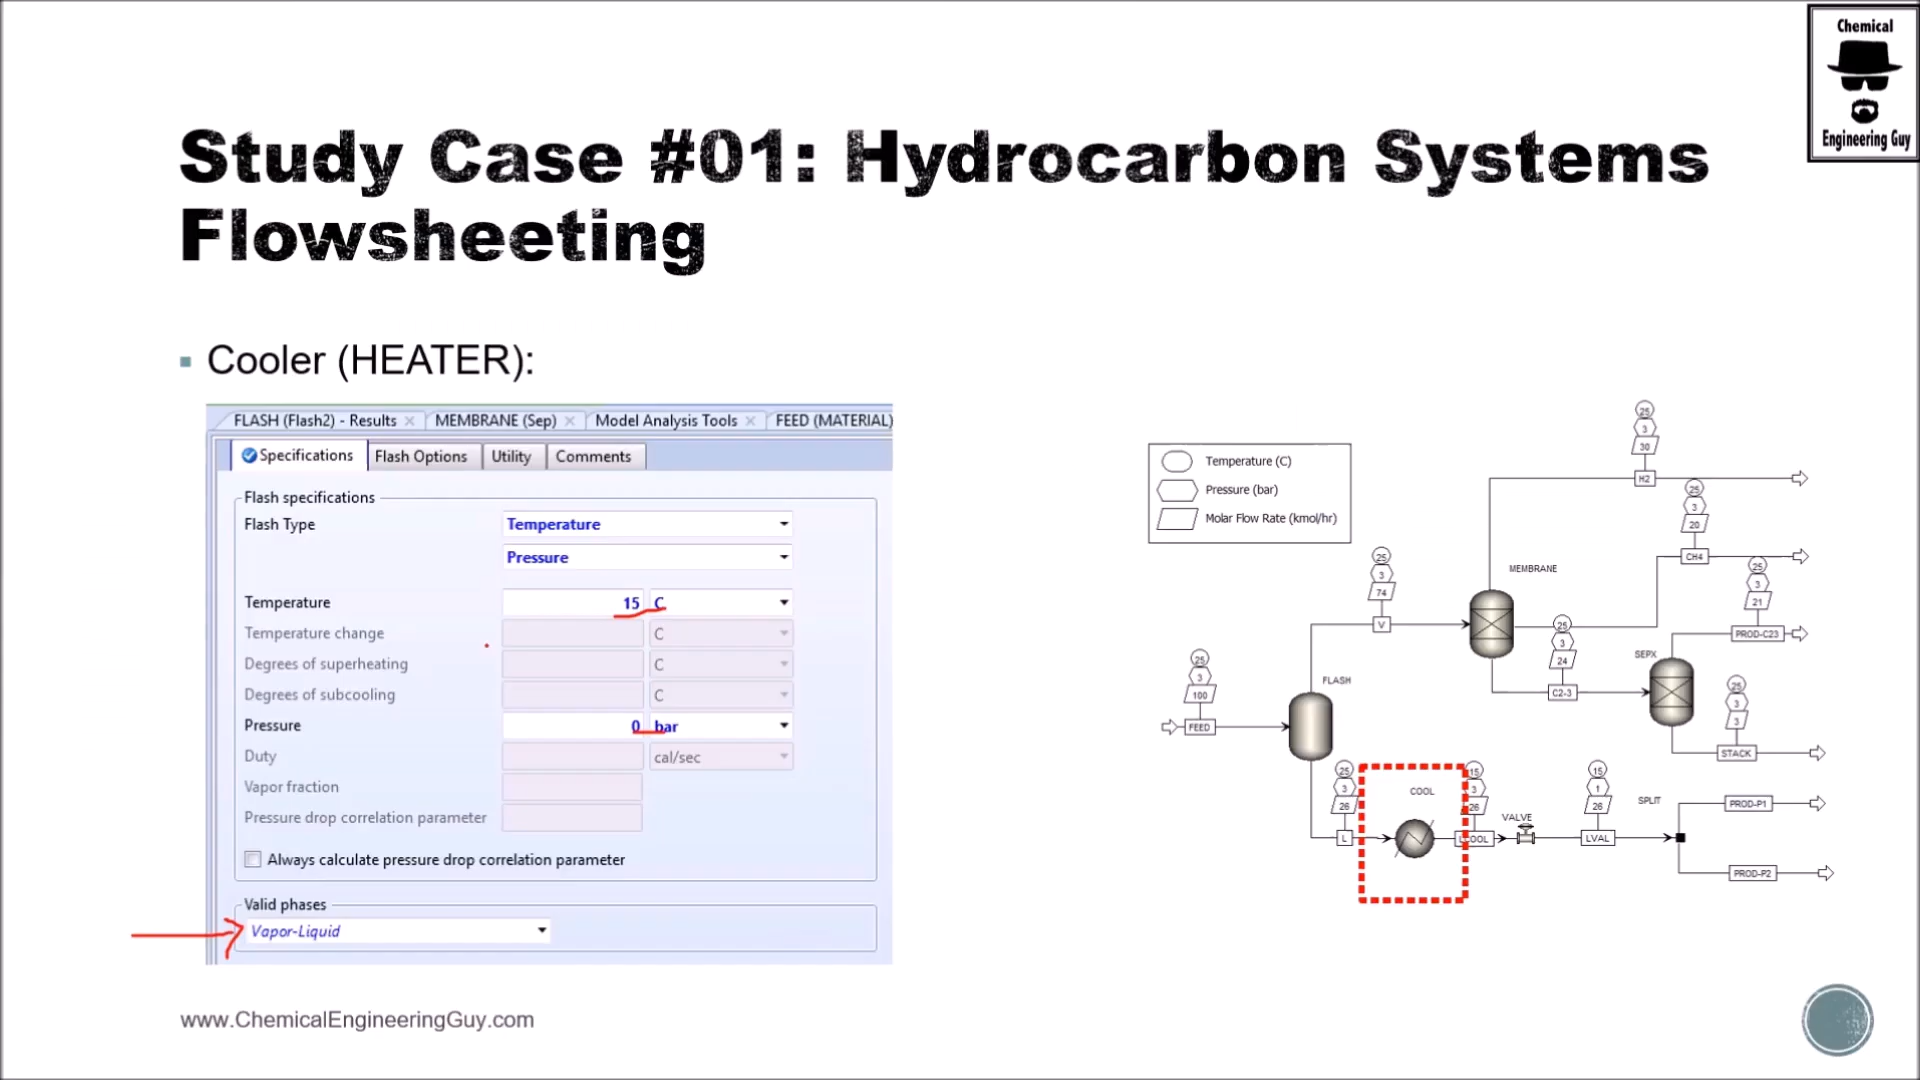 Chemical
Engineering Guy
Study Case #01: Hydrocarbon Systems
Flowsheeting
Cooler (HEATER):
FLASH (Flash2) - Results
MEMBRANE (Sep)
Model Analysis Tools
FEED (MATERIAL)
Specifications
Flash Options
Utility
Comments
Flash specifications
Flash Type
Temperature
Pressure
Temperature 15 C
Temperature change C
Degrees of superheating C
Degrees of subcooling C
Pressure 0 bar
Duty cal/sec
Vapor fraction
Pressure drop correlation parameter
Always calculate pressure drop correlation parameter
Valid phases
Vapor-Liquid
Temperature (C)
Pressure (bar)
Molar Flow Rate (kmol/hr)
25
3
30
H2
25
3
20
CH4
25
3
21
PROD-C23
25
3
74
V
MEMBRANE
25
3
24
C2-3
SEPX
25
3
3
STACK
25
3
100
FEED
FLASH
25
3
26
L
COOL
15
3
26
VALVE
15
1
26
LVAL
SPLIT
PROD-P1
PROD-P2
www.ChemicalEngineeringGuy.com